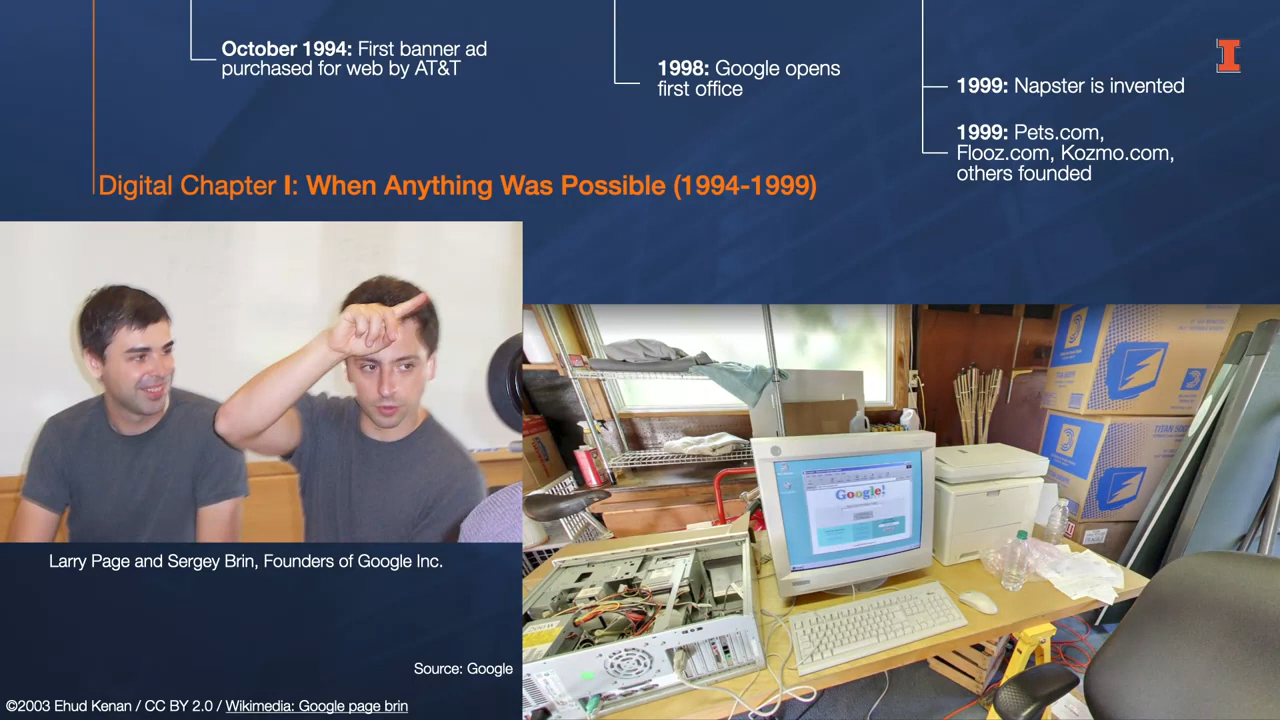 October 1994: First banner ad
purchased for web by AT&T
1998: Google opens
first office
1999: Napster is invented
1999: Pets.com,
Flooz.com, Kozmo.com,
others founded
Digital Chapter I: When Anything Was Possible (1994-1999)
Google!
TITAN 500
Larry Page and Sergey Brin, Founders of Google Inc.
Source: Google
©2003 Ehud Kenan / CC BY 2.0 / Wikimedia: Google page brin